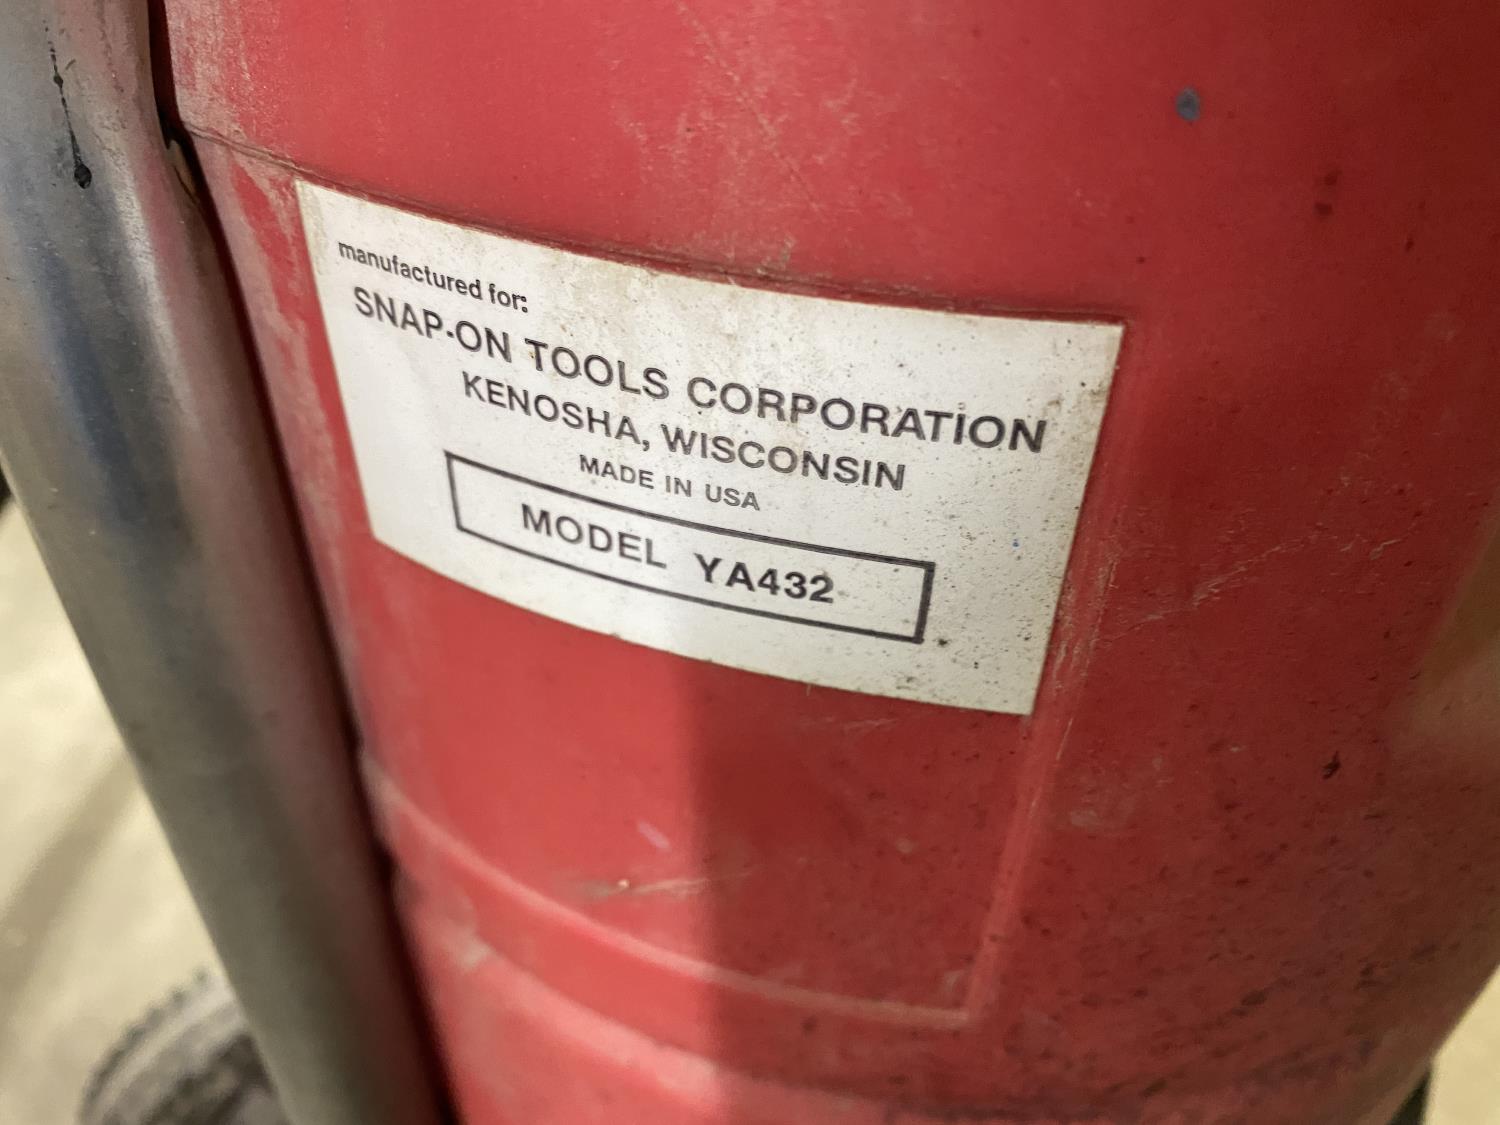 manufactured for:
SNAP-ON TOOLS CORPORATION
KENOSHA, WISCONSIN
MADE IN USA
MODEL YA432